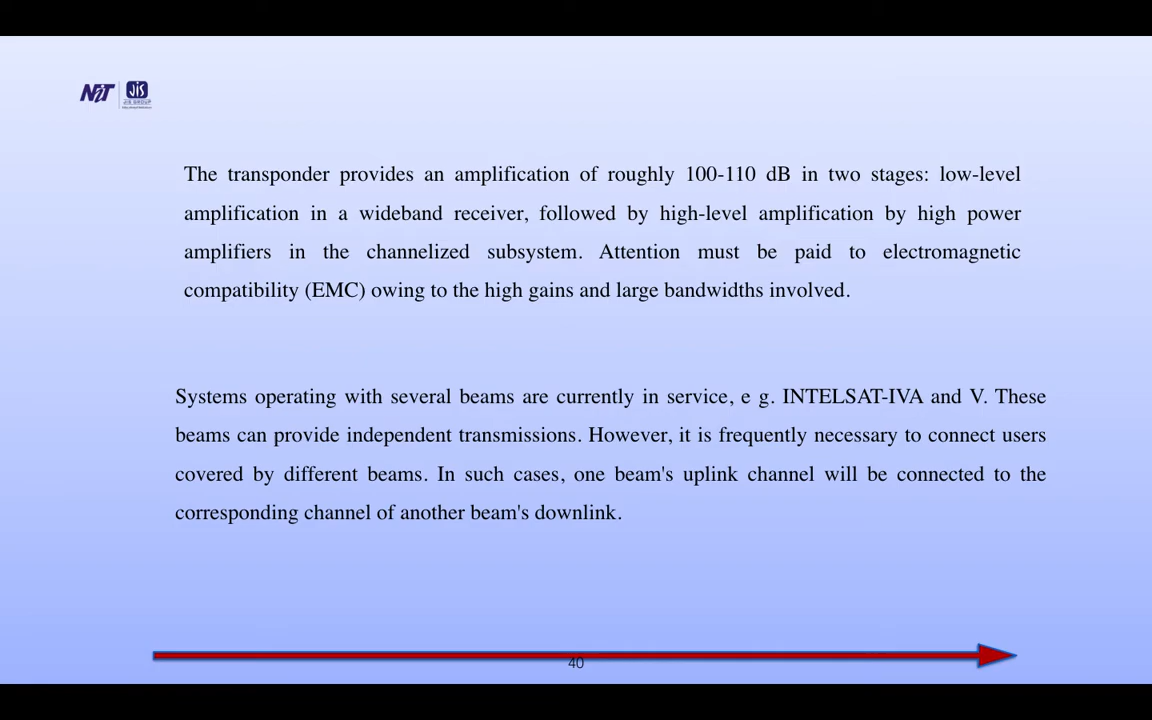 NiT
JIS
JIS GROUP
The transponder provides an amplification of roughly 100-110 dB in two stages: low-level
amplification in a wideband receiver, followed by high-level amplification by high power
amplifiers in the channelized subsystem. Attention must be paid to electromagnetic
compatibility (EMC) owing to the high gains and large bandwidths involved.
Systems operating with several beams are currently in service, e g. INTELSAT-IVA and V. These
beams can provide independent transmissions. However, it is frequently necessary to connect users
covered by different beams. In such cases, one beam's uplink channel will be connected to the
corresponding channel of another beam's downlink.
40